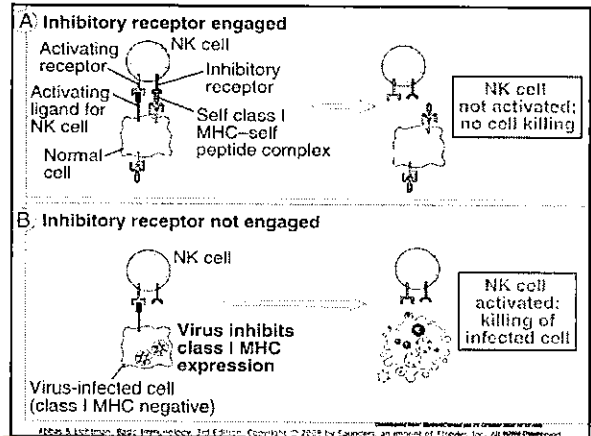 A Inhibitory receptor engaged
NK cell
Activating
receptor
Inhibitory
receptor
Activating
ligand for
NK cell
Self class I
MHC–self
peptide complex
Normal
cell
NK cell
not activated;
no cell killing
B Inhibitory receptor not engaged
NK cell
Virus inhibits
class I MHC
expression
Virus-infected cell
(class I MHC negative)
NK cell
activated;
killing of
infected cell
Abbas & Lichtman, Basic Immunology, 3rd Edition. Copyright © 2009 by Saunders, an imprint of Elsevier, Inc. All rights reserved.